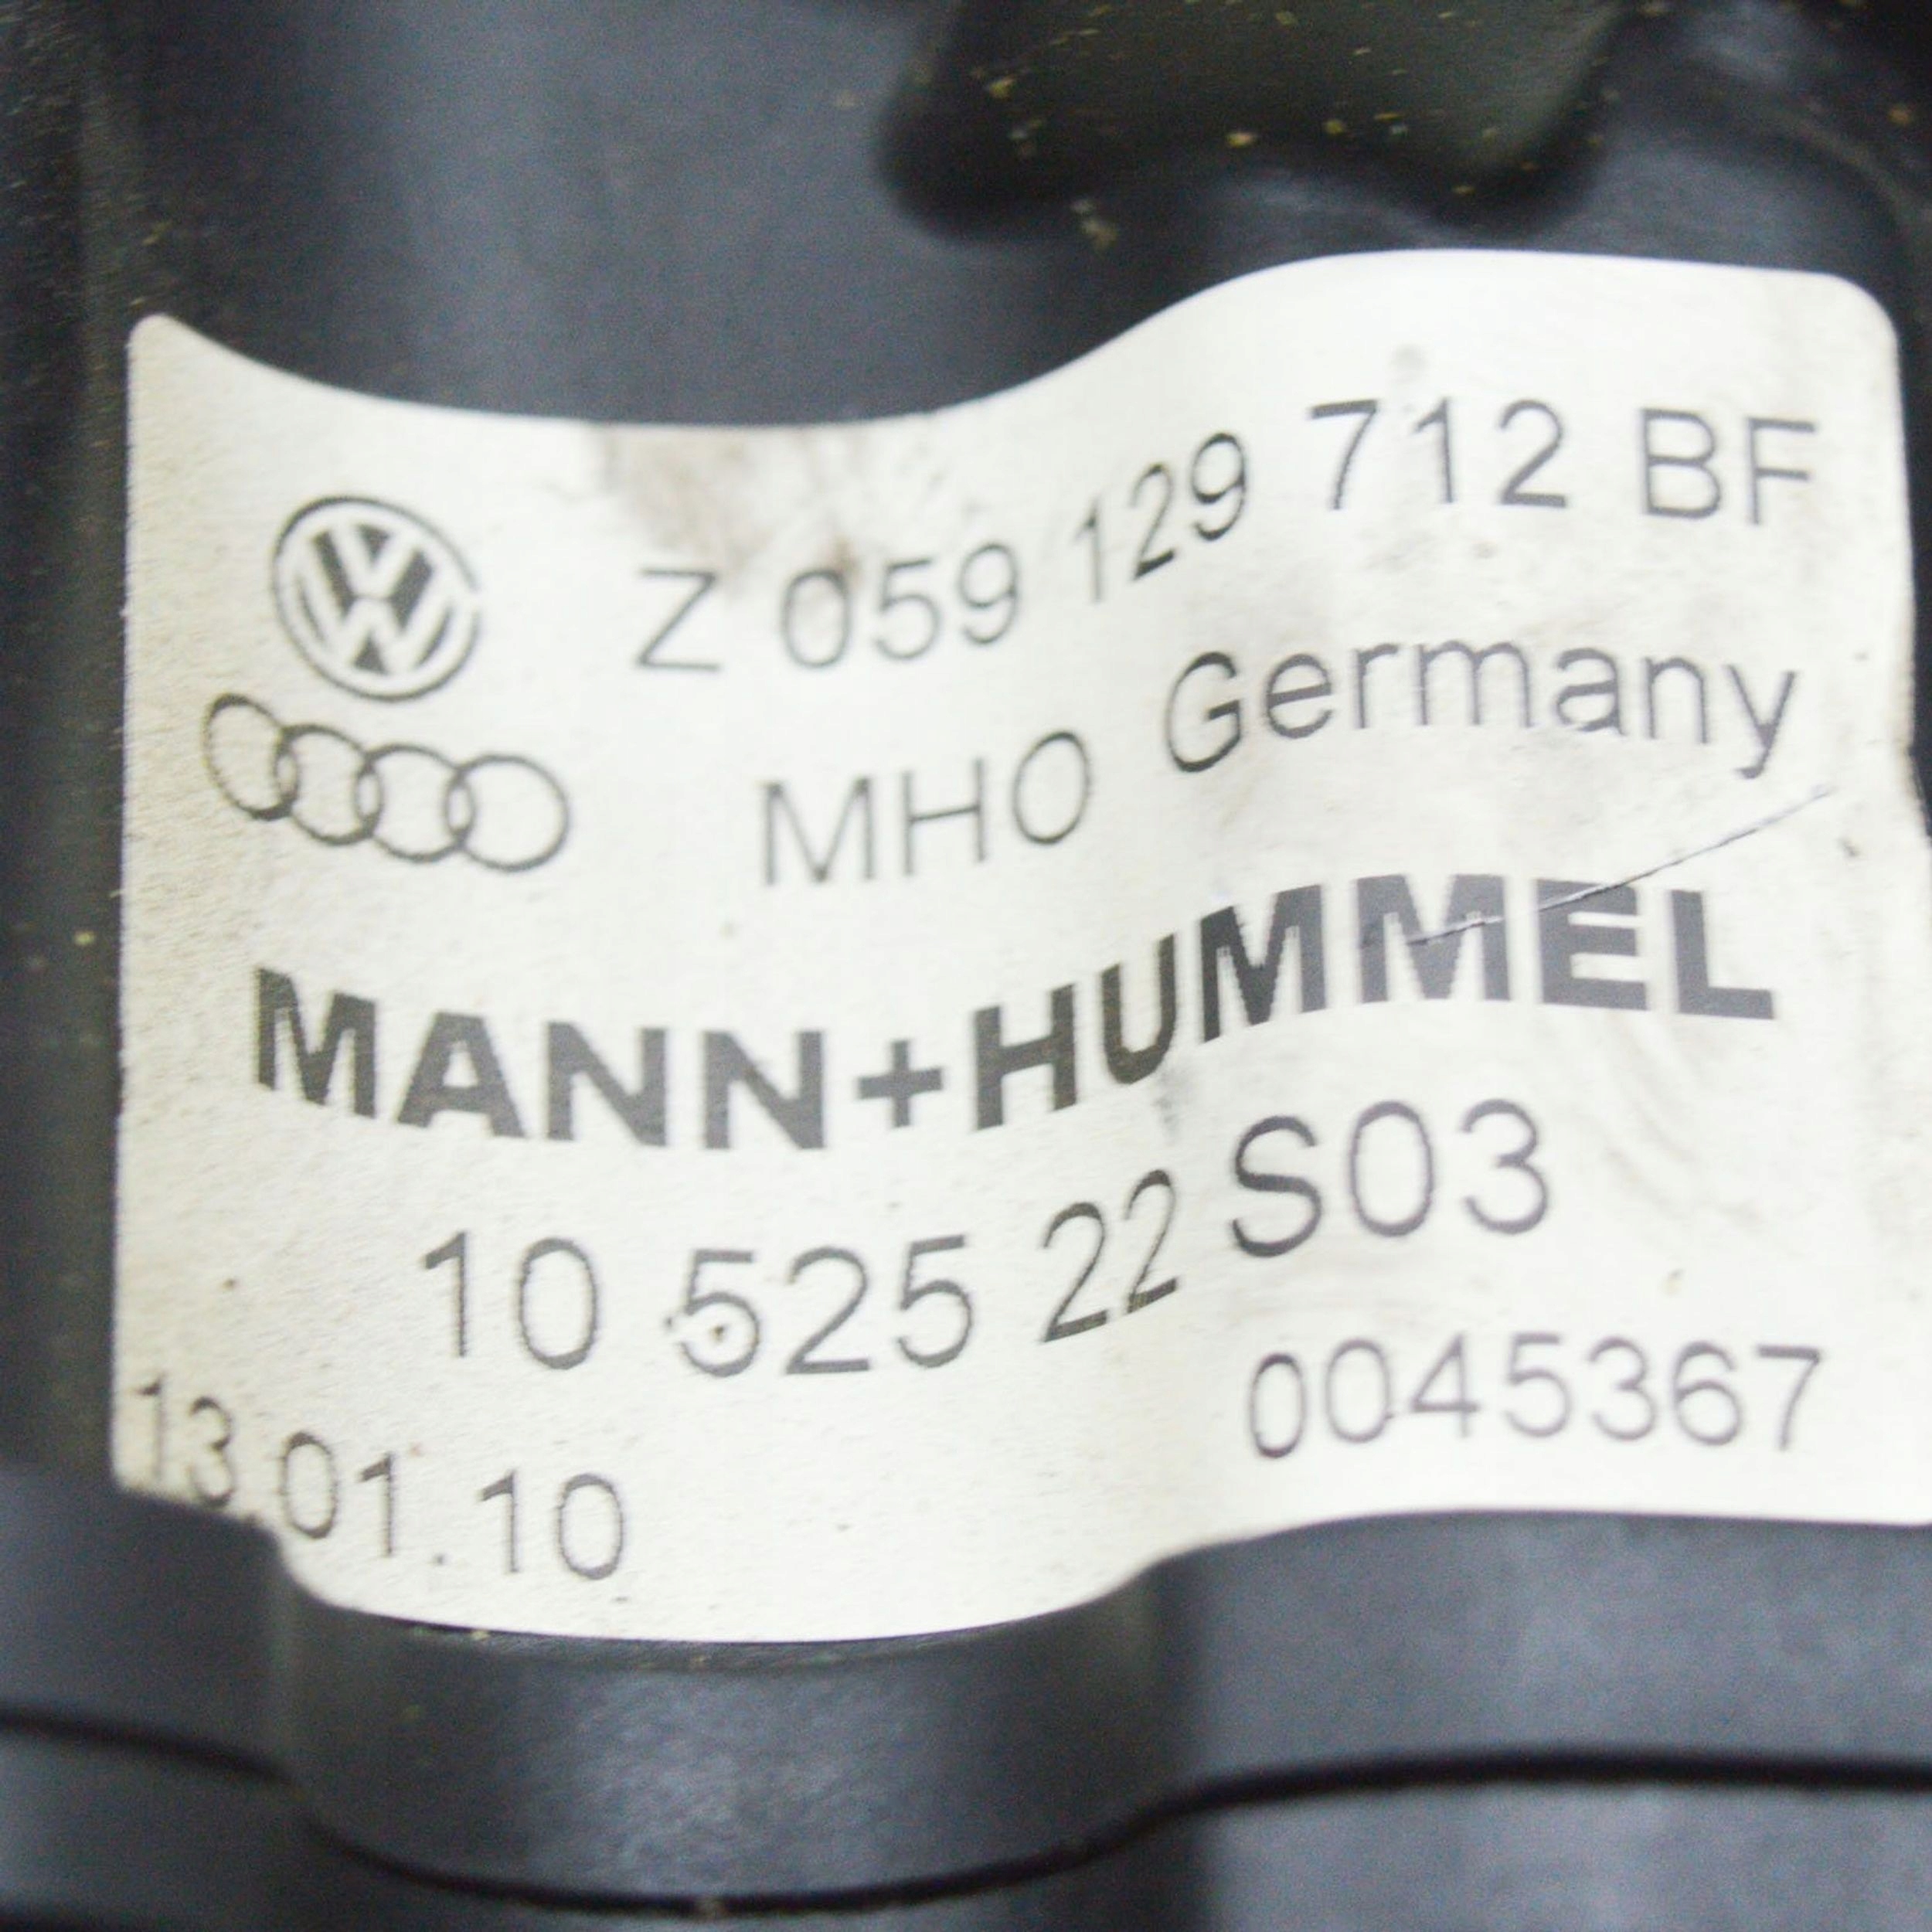 Z 059 129 712 BF
MHO Germany
MANN+HUMMEL
10 525 22 S03
0045367
13.01.10